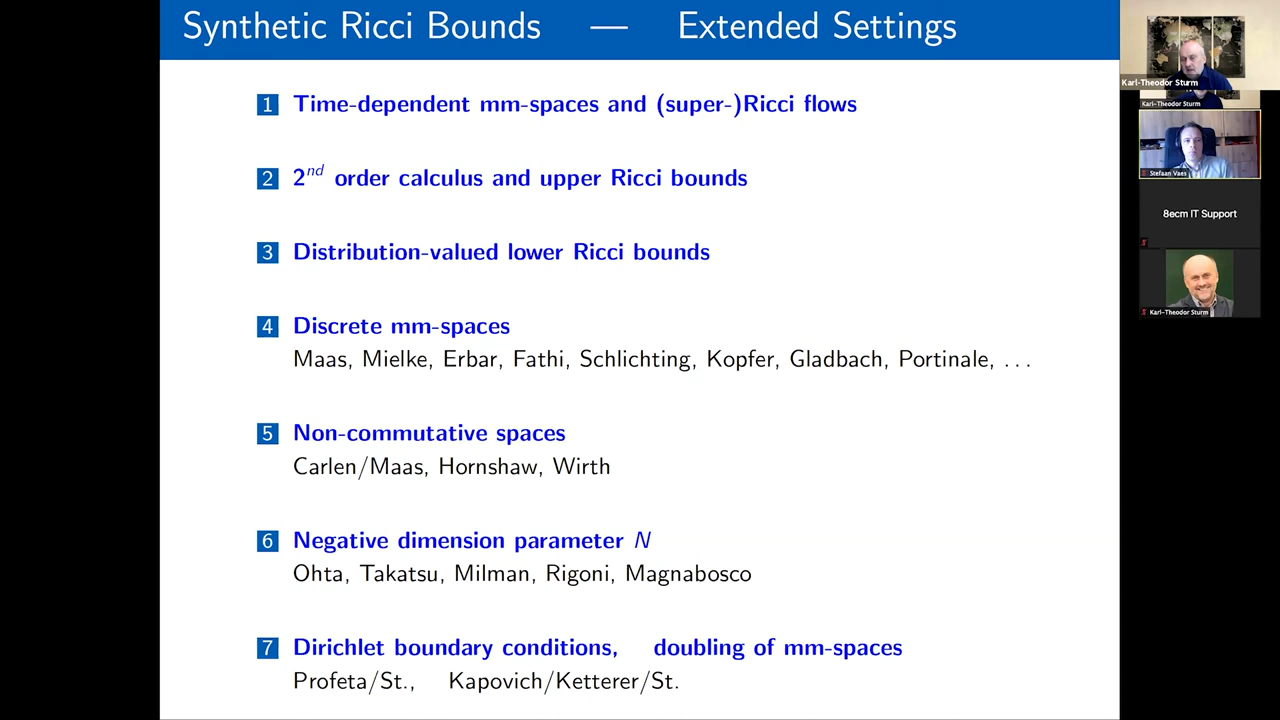 Synthetic Ricci Bounds — Extended Settings
1 Time-dependent mm-spaces and (super-)Ricci flows
2nd order calculus and upper Ricci bounds
3 Distribution-valued lower Ricci bounds
4 Discrete mm-spaces
Maas, Mielke, Erbar, Fathi, Schlichting, Kopfer, Gladbach, Portinale, ...
5 Non-commutative spaces
Carlen/Maas, Hornshaw, Wirth
6 Negative dimension parameter N
Ohta, Takatsu, Milman, Rigoni, Magnabosco
7 Dirichlet boundary conditions, doubling of mm-spaces
Profeta/St., Kapovich/Ketterer/St.
Karl-Theodor Sturm
Karl-Theodor Sturm
Stefaan Vaes
8ecm IT Support
Karl-Theodor Sturm